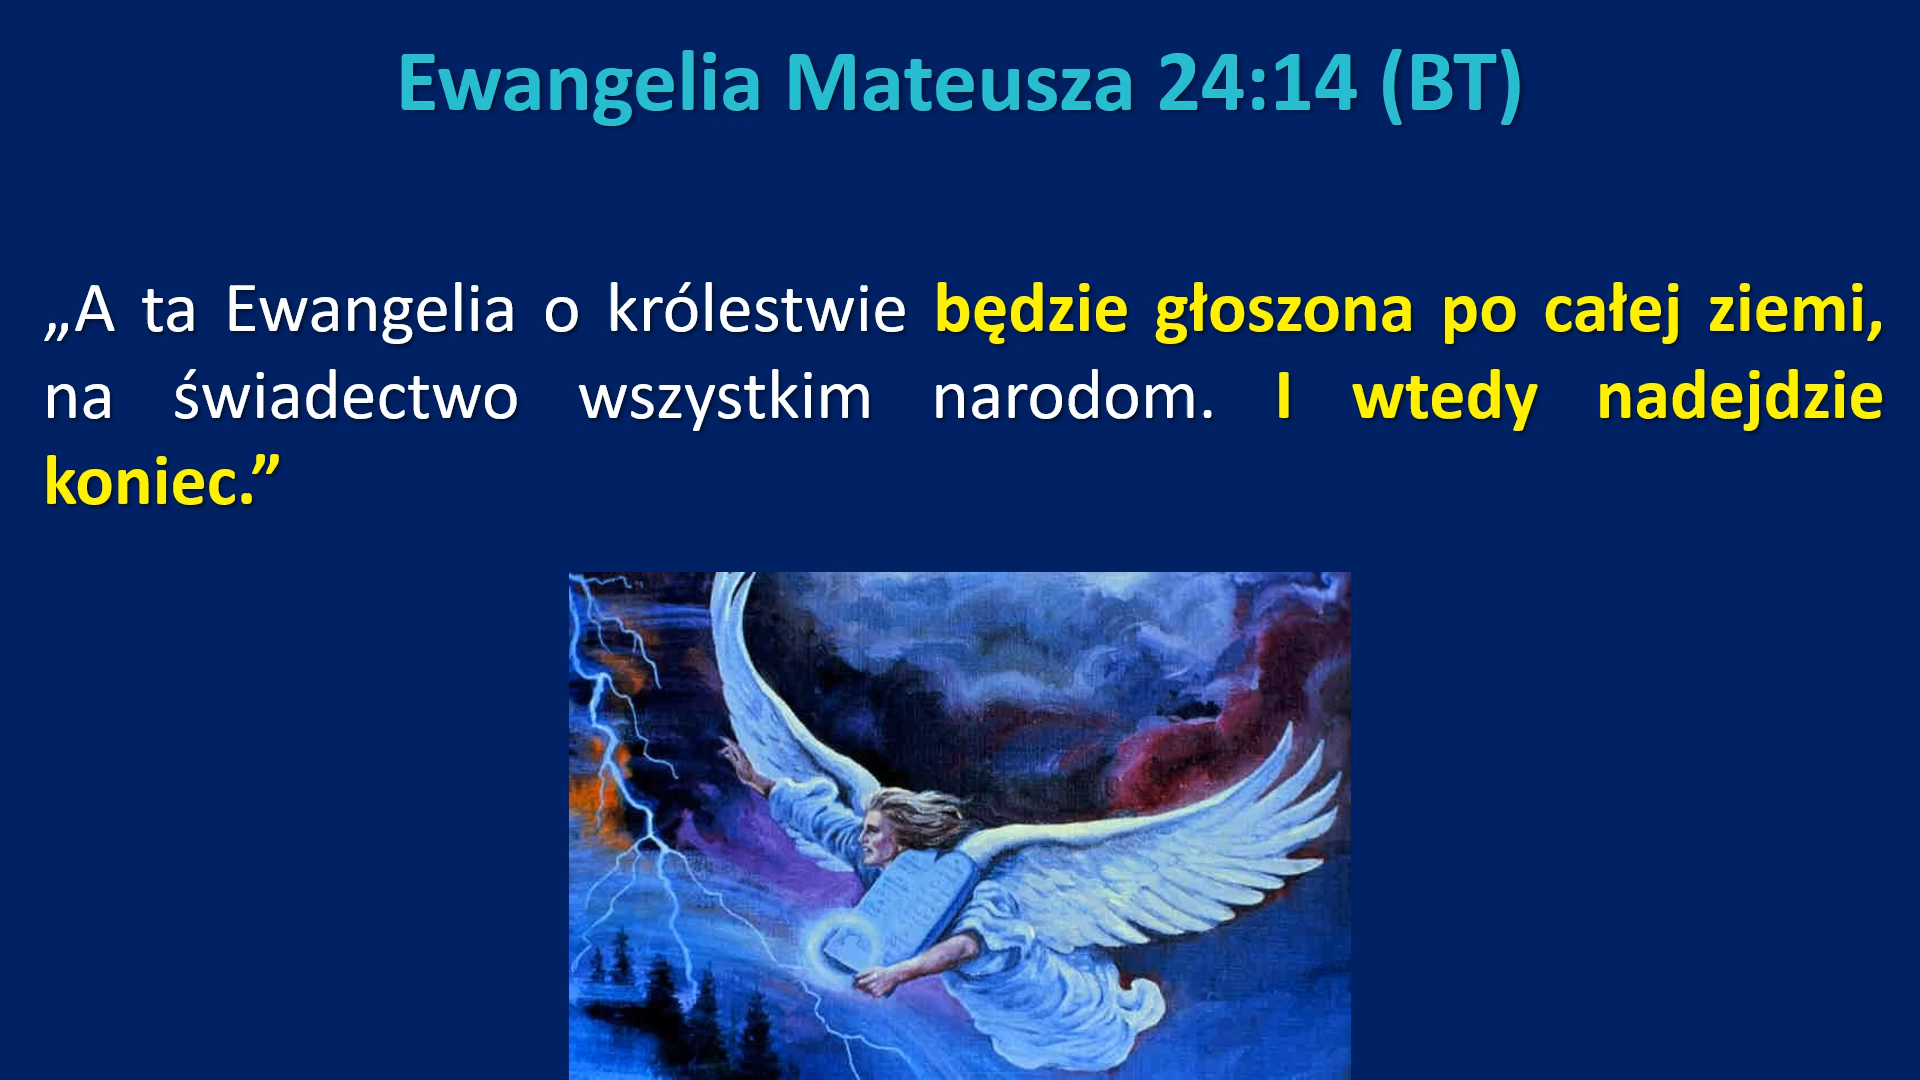 Ewangelia Mateusza 24:14 (BT)
„A ta Ewangelia o królestwie będzie głoszona po całej ziemi,
na świadectwo wszystkim narodom. I wtedy nadejdzie
koniec.”